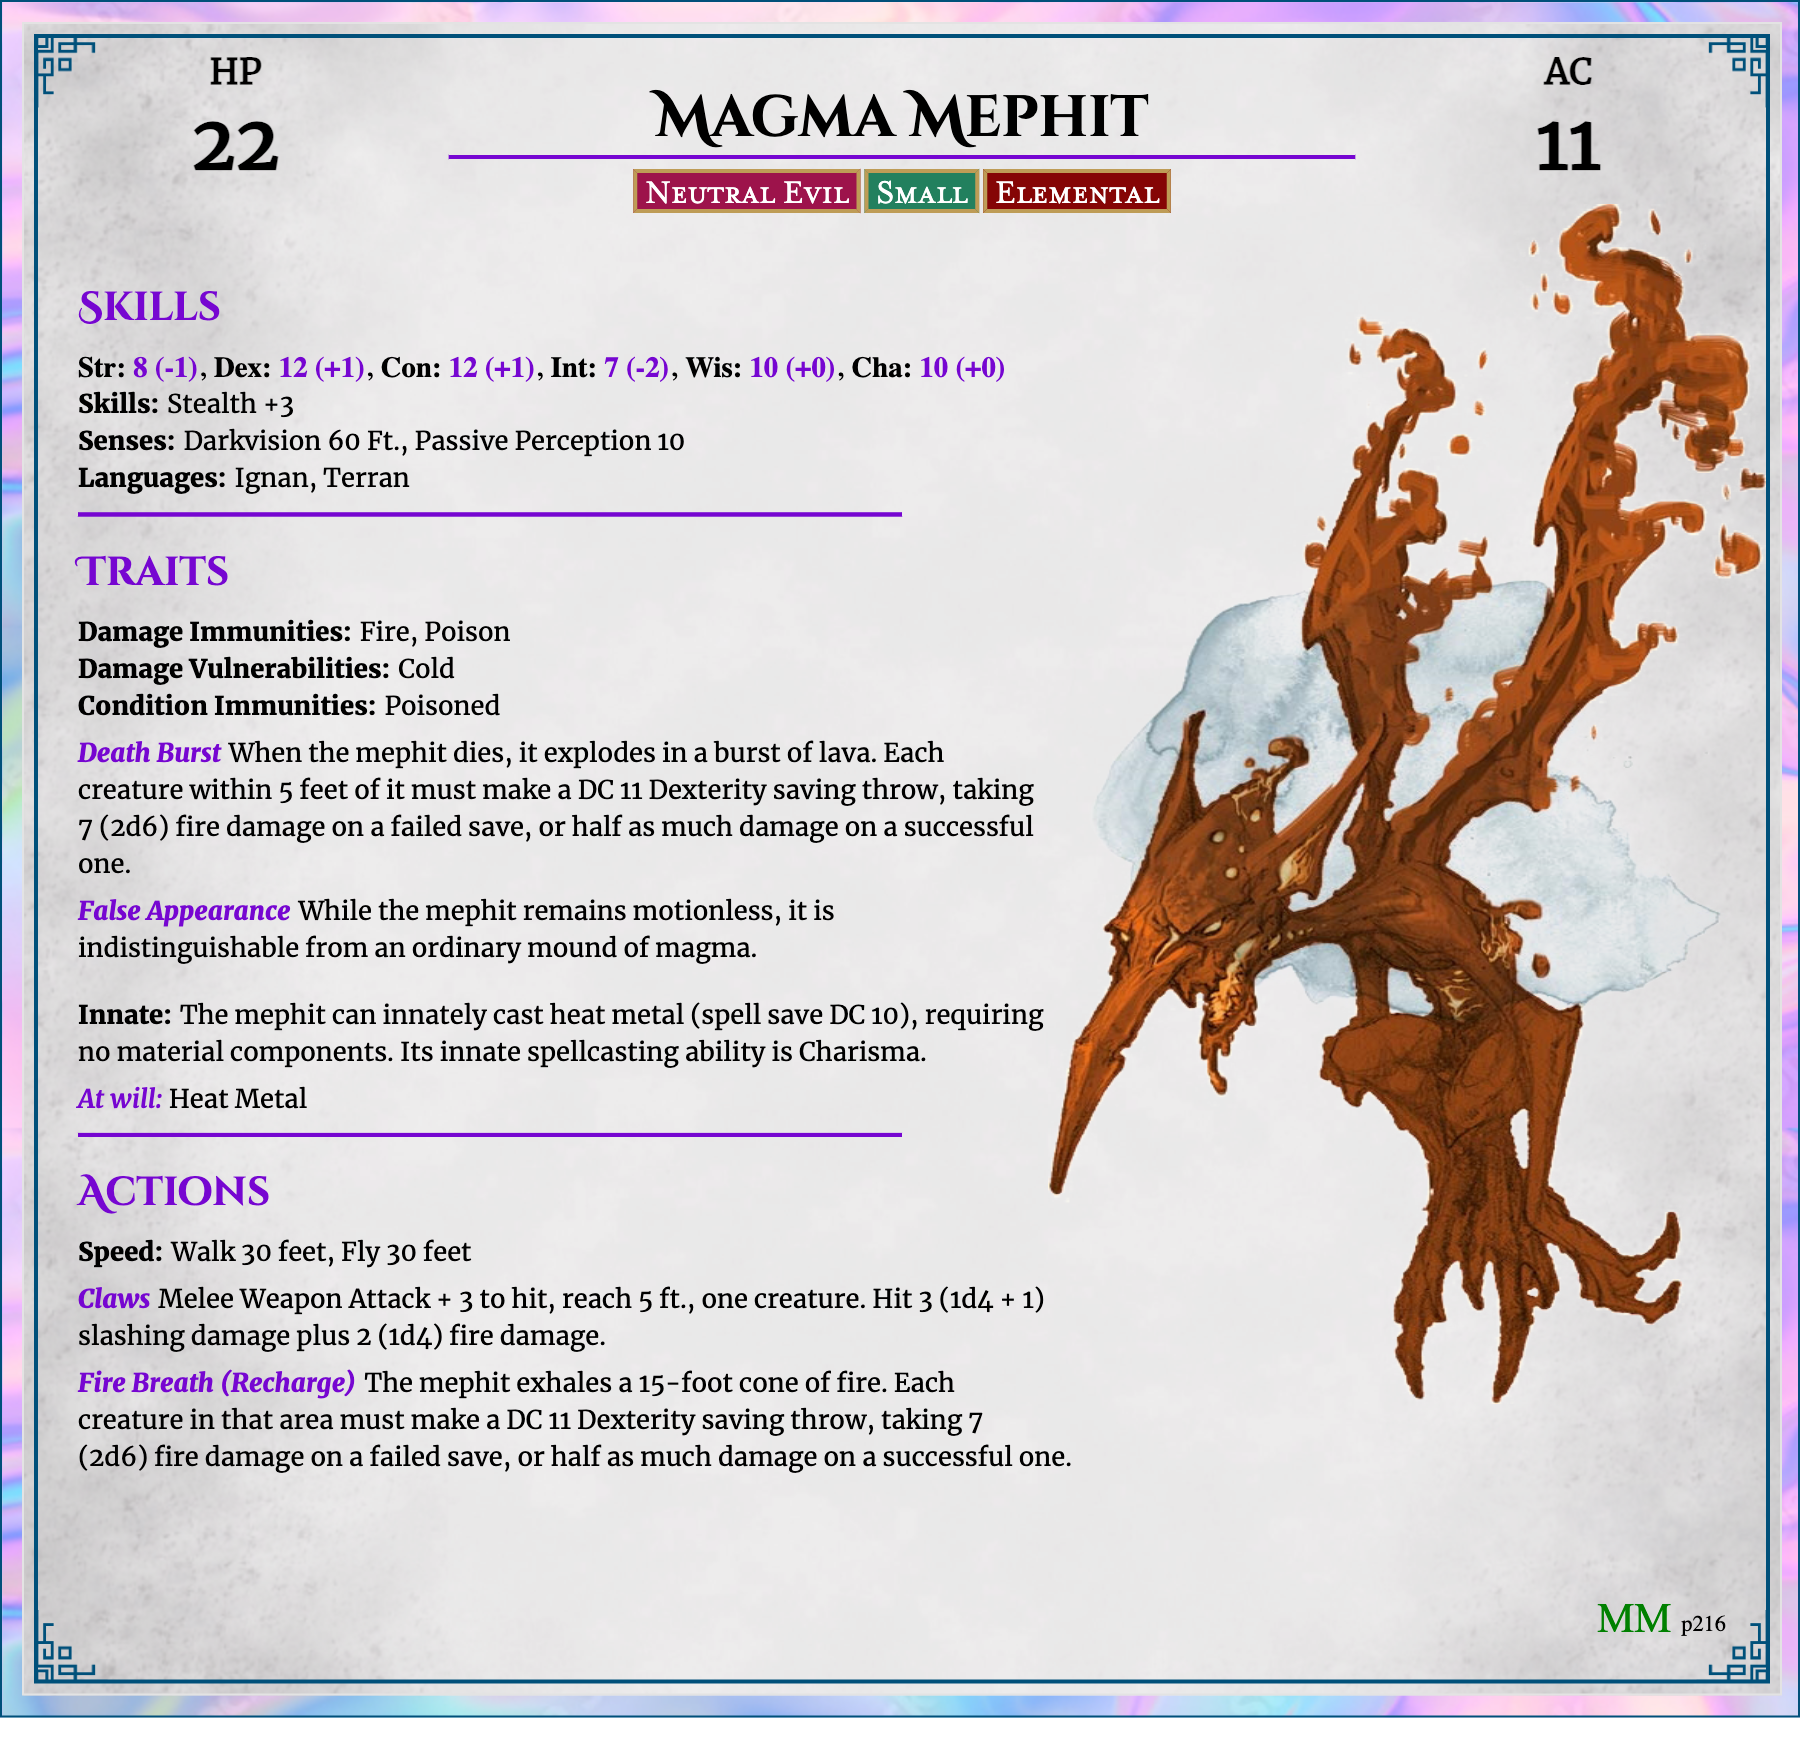 HP
22
Magma Mephit
AC
11
Neutral Evil Small Elemental
Skills
Str: 8 (-1), Dex: 12 (+1), Con: 12 (+1), Int: 7 (-2), Wis: 10 (+0), Cha: 10 (+0)
Skills: Stealth +3
Senses: Darkvision 60 Ft., Passive Perception 10
Languages: Ignan, Terran
Traits
Damage Immunities: Fire, Poison
Damage Vulnerabilities: Cold
Condition Immunities: Poisoned
Death Burst When the mephit dies, it explodes in a burst of lava. Each
creature within 5 feet of it must make a DC 11 Dexterity saving throw, taking
7 (2d6) fire damage on a failed save, or half as much damage on a successful
one.
False Appearance While the mephit remains motionless, it is
indistinguishable from an ordinary mound of magma.
Innate: The mephit can innately cast heat metal (spell save DC 10), requiring
no material components. Its innate spellcasting ability is Charisma.
At will: Heat Metal
Actions
Speed: Walk 30 feet, Fly 30 feet
Claws Melee Weapon Attack + 3 to hit, reach 5 ft., one creature. Hit 3 (1d4 + 1)
slashing damage plus 2 (1d4) fire damage.
Fire Breath (Recharge) The mephit exhales a 15-foot cone of fire. Each
creature in that area must make a DC 11 Dexterity saving throw, taking 7
(2d6) fire damage on a failed save, or half as much damage on a successful one.
MM p216